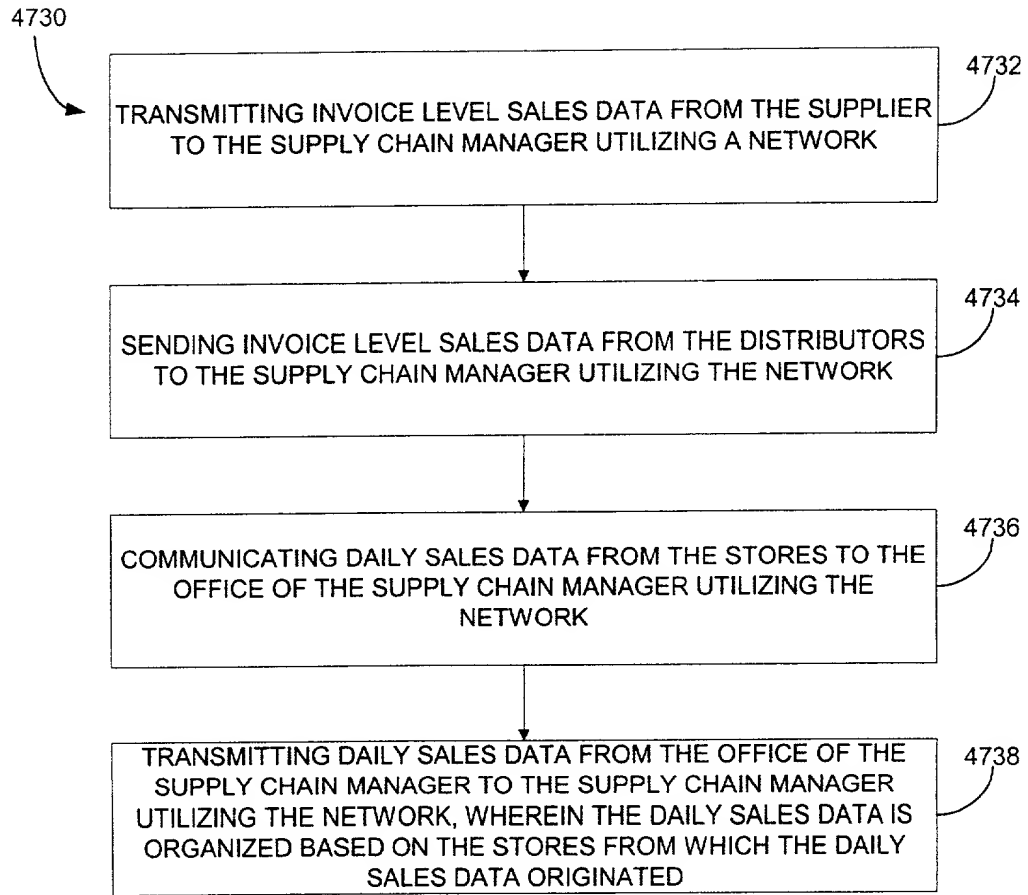 4730
4732
TRANSMITTING INVOICE LEVEL SALES DATA FROM THE SUPPLIER
TO THE SUPPLY CHAIN MANAGER UTILIZING A NETWORK
4734
SENDING INVOICE LEVEL SALES DATA FROM THE DISTRIBUTORS
TO THE SUPPLY CHAIN MANAGER UTILIZING THE NETWORK
4736
COMMUNICATING DAILY SALES DATA FROM THE STORES TO THE
OFFICE OF THE SUPPLY CHAIN MANAGER UTILIZING THE
NETWORK
4738
TRANSMITTING DAILY SALES DATA FROM THE OFFICE OF THE
SUPPLY CHAIN MANAGER TO THE SUPPLY CHAIN MANAGER
UTILIZING THE NETWORK, WHEREIN THE DAILY SALES DATA IS
ORGANIZED BASED ON THE STORES FROM WHICH THE DAILY
SALES DATA ORIGINATED